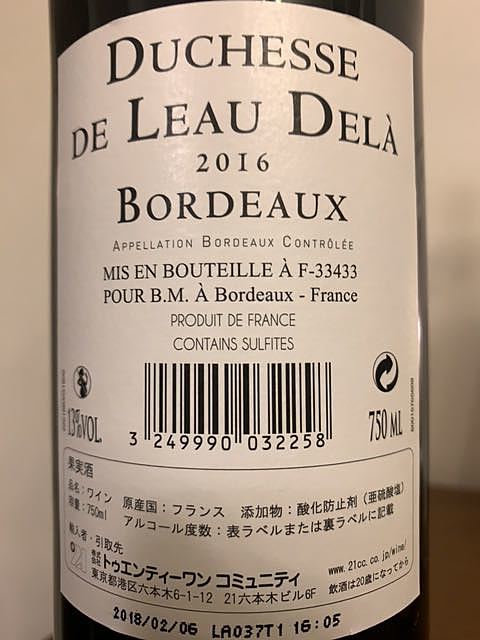 DUCHESSE
DE LEAU DELÀ
2016
BORDEAUX
APPELLATION BORDEAUX CONTRÔLÉE
MIS EN BOUTEILLE À F-33433
POUR B.M. À Bordeaux - France
PRODUIT DE FRANCE
CONTAINS SULFITES
13%VOL.
3 249990 032258
750 ML
果実酒
品名:ワイン 原産国:フランス 添加物:酸化防止剤(亜硫酸塩)
容量:750ml アルコール度数:表ラベルまたは裏ラベルに記載
輸入者・引取先
株式会社 トゥエンティーワン コミュニティ www.21cc.co.jp/wine/
東京都港区六本木6-1-12 21六本木ビル6F 飲酒は20歳になってから
2018/02/06 LA037T1 16:05